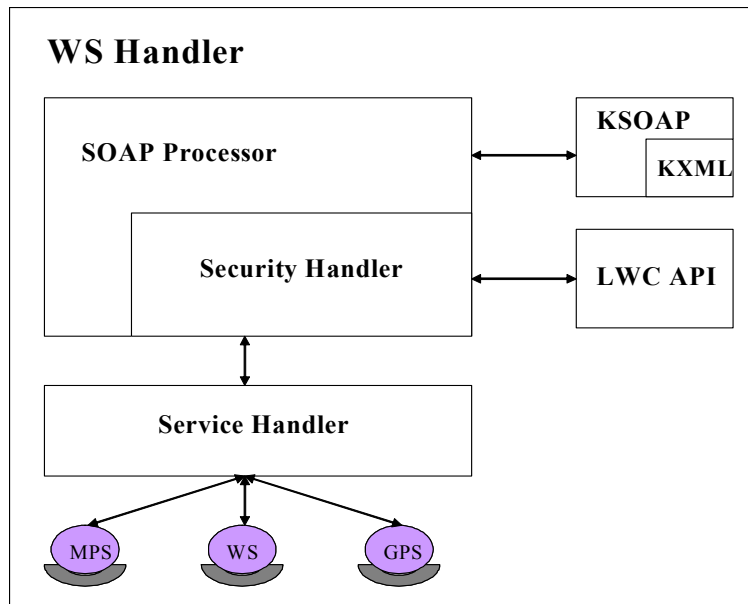 WS Handler
SOAP Processor
KSOAP
KXML
Security Handler
LWC API
Service Handler
MPS
WS
GPS